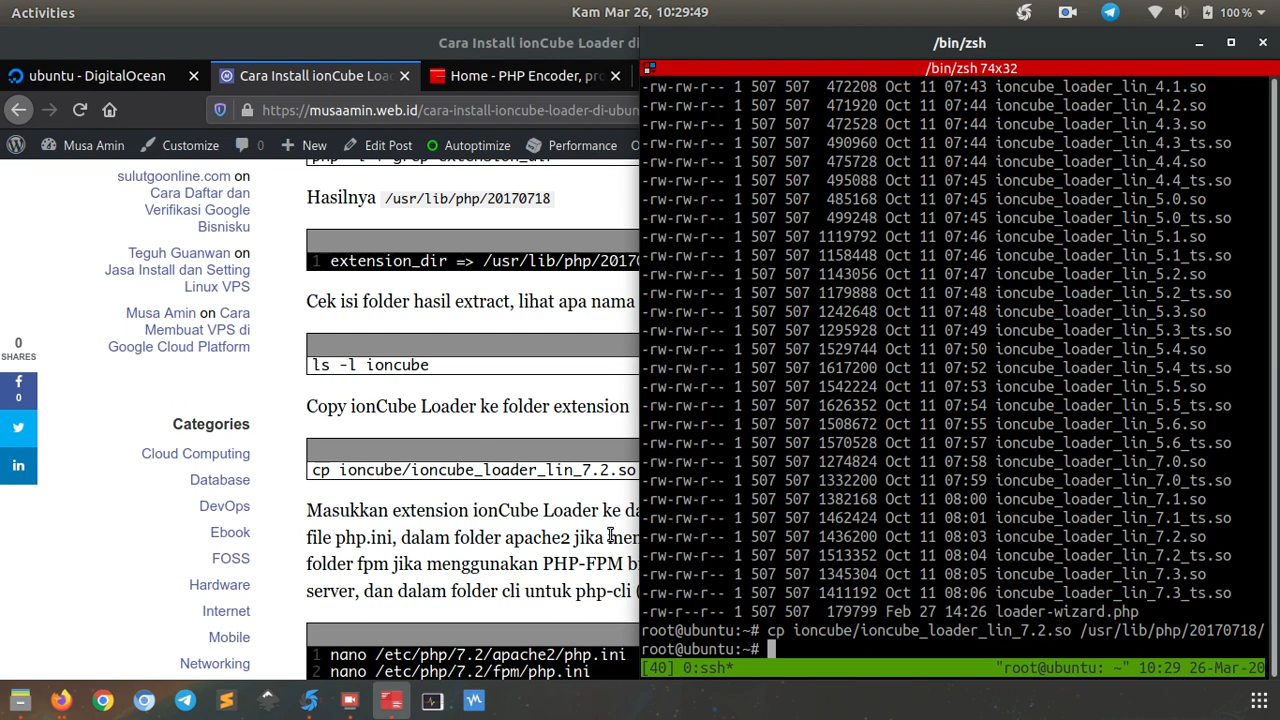 Activities
Kam Mar 26, 10:29:49
100 %
Cara Install ionCube Loader di
ubuntu - DigitalOcean
Cara Install ionCube Loa
Home - PHP Encoder, pro
https://musaamin.web.id/cara-install-ioncube-loader-di-ubun
Musa Amin
Customize
0
New
Edit Post
Autoptimize
Performance
sulutgoonline.com on
Cara Daftar dan
Verifikasi Google
Bisnisku
Teguh Guanwan on
Jasa Install dan Setting
Linux VPS
Musa Amin on Cara
Membuat VPS di
Google Cloud Platform
0
SHARES
0
Categories
Cloud Computing
Database
DevOps
Ebook
FOSS
Hardware
Internet
Mobile
Networking
Hasilnya /usr/lib/php/20170718
1 extension_dir => /usr/lib/php/2017
Cek isi folder hasil extract, lihat apa nama
ls -l ioncube
Copy ionCube Loader ke folder extension
cp ioncube/ioncube_loader_lin_7.2.so
Masukkan extension ionCube Loader ke da
file php.ini, dalam folder apache2 jika men
folder fpm jika menggunakan PHP-FPM b
server, dan dalam folder cli untuk php-cli (
1 nano /etc/php/7.2/apache2/php.ini
2 nano /etc/php/7.2/fpm/php.ini
/bin/zsh
/bin/zsh 74x32
-rw-rw-r-- 1 507 507  472208 Oct 11 07:43 ioncube_loader_lin_4.1.so
-rw-rw-r-- 1 507 507  471920 Oct 11 07:44 ioncube_loader_lin_4.2.so
-rw-rw-r-- 1 507 507  472528 Oct 11 07:44 ioncube_loader_lin_4.3.so
-rw-rw-r-- 1 507 507  490960 Oct 11 07:44 ioncube_loader_lin_4.3_ts.so
-rw-rw-r-- 1 507 507  475728 Oct 11 07:44 ioncube_loader_lin_4.4.so
-rw-rw-r-- 1 507 507  495088 Oct 11 07:45 ioncube_loader_lin_4.4_ts.so
-rw-rw-r-- 1 507 507  485168 Oct 11 07:45 ioncube_loader_lin_5.0.so
-rw-rw-r-- 1 507 507  499248 Oct 11 07:45 ioncube_loader_lin_5.0_ts.so
-rw-rw-r-- 1 507 507 1119792 Oct 11 07:46 ioncube_loader_lin_5.1.so
-rw-rw-r-- 1 507 507 1158448 Oct 11 07:46 ioncube_loader_lin_5.1_ts.so
-rw-rw-r-- 1 507 507 1143056 Oct 11 07:47 ioncube_loader_lin_5.2.so
-rw-rw-r-- 1 507 507 1179888 Oct 11 07:48 ioncube_loader_lin_5.2_ts.so
-rw-rw-r-- 1 507 507 1242648 Oct 11 07:48 ioncube_loader_lin_5.3.so
-rw-rw-r-- 1 507 507 1295928 Oct 11 07:49 ioncube_loader_lin_5.3_ts.so
-rw-rw-r-- 1 507 507 1529744 Oct 11 07:50 ioncube_loader_lin_5.4.so
-rw-rw-r-- 1 507 507 1617200 Oct 11 07:52 ioncube_loader_lin_5.4_ts.so
-rw-rw-r-- 1 507 507 1542224 Oct 11 07:53 ioncube_loader_lin_5.5.so
-rw-rw-r-- 1 507 507 1626352 Oct 11 07:54 ioncube_loader_lin_5.5_ts.so
-rw-rw-r-- 1 507 507 1508672 Oct 11 07:55 ioncube_loader_lin_5.6.so
-rw-rw-r-- 1 507 507 1570528 Oct 11 07:56 ioncube_loader_lin_5.6_ts.so
-rw-rw-r-- 1 507 507 1274824 Oct 11 07:58 ioncube_loader_lin_7.0.so
-rw-rw-r-- 1 507 507 1332200 Oct 11 07:59 ioncube_loader_lin_7.0_ts.so
-rw-rw-r-- 1 507 507 1382168 Oct 11 08:00 ioncube_loader_lin_7.1.so
-rw-rw-r-- 1 507 507 1462424 Oct 11 08:01 ioncube_loader_lin_7.1_ts.so
-rw-rw-r-- 1 507 507 1436200 Oct 11 08:03 ioncube_loader_lin_7.2.so
-rw-rw-r-- 1 507 507 1513352 Oct 11 08:04 ioncube_loader_lin_7.2_ts.so
-rw-rw-r-- 1 507 507 1345304 Oct 11 08:05 ioncube_loader_lin_7.3.so
-rw-rw-r-- 1 507 507 1411192 Oct 11 08:06 ioncube_loader_lin_7.3_ts.so
-rw-r--r-- 1 507 507  179799 Feb 27 14:26 loader-wizard.php
root@ubuntu:~# cp ioncube/ioncube_loader_lin_7.2.so /usr/lib/php/20170718/
root@ubuntu:~#
[40] 0:ssh* "root@ubuntu: ~" 10:29 26-Mar-20